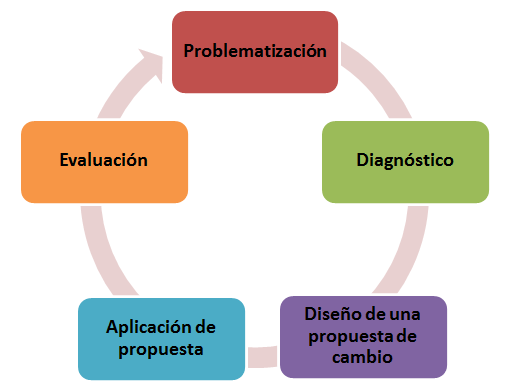 Problematización
Diagnóstico
Diseño de una
propuesta de
cambio
Aplicación de
propuesta
Evaluación